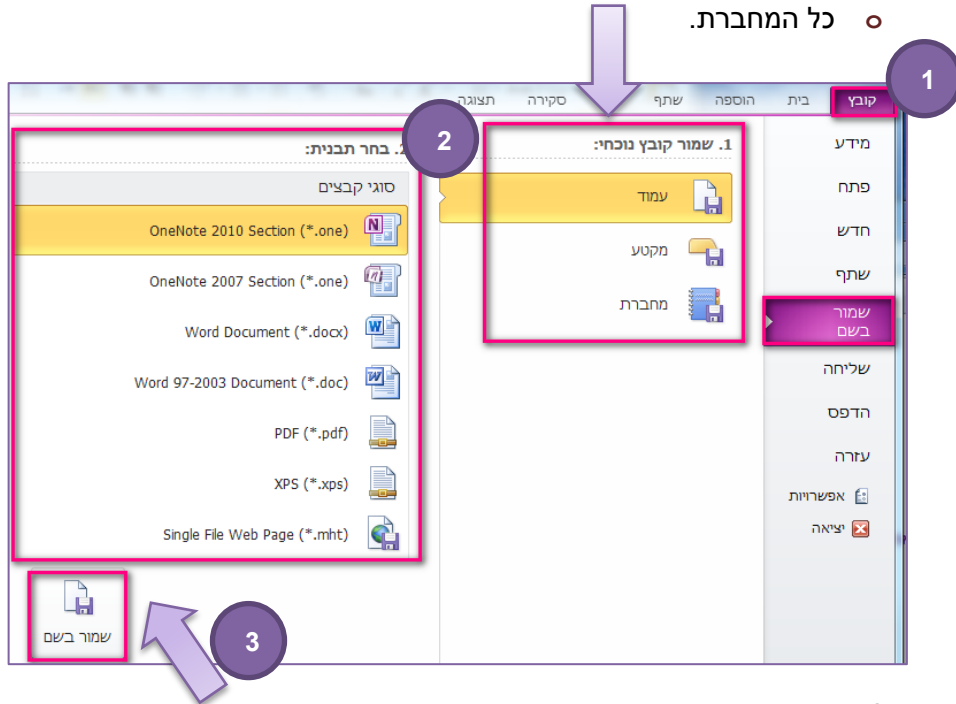 o כל המחברת.
1
קובץ בית הוספה שתף סקירה תצוגה
מידע
פתח
חדש
שתף
שמור
בשם
שליחה
הדפס
עזרה
אפשרויות
יציאה
1. שמור קובץ נוכחי:
עמוד
מקטע
מחברת
2
2. בחר תבנית:
סוגי קבצים
OneNote 2010 Section (*.one)
OneNote 2007 Section (*.one)
Word Document (*.docx)
Word 97-2003 Document (*.doc)
PDF (*.pdf)
XPS (*.xps)
Single File Web Page (*.mht)
שמור בשם
3